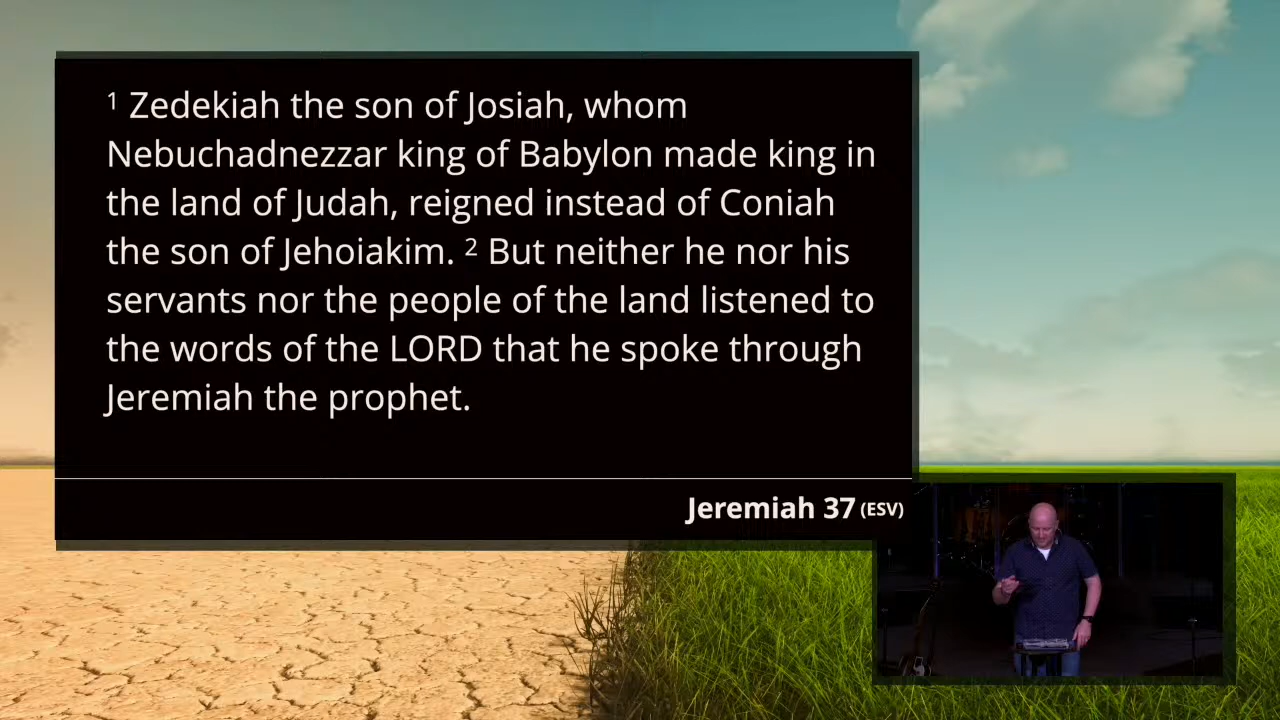 1 Zedekiah the son of Josiah, whom
Nebuchadnezzar king of Babylon made king in
the land of Judah, reigned instead of Coniah
the son of Jehoiakim. 2 But neither he nor his
servants nor the people of the land listened to
the words of the LORD that he spoke through
Jeremiah the prophet.
Jeremiah 37 (ESV)